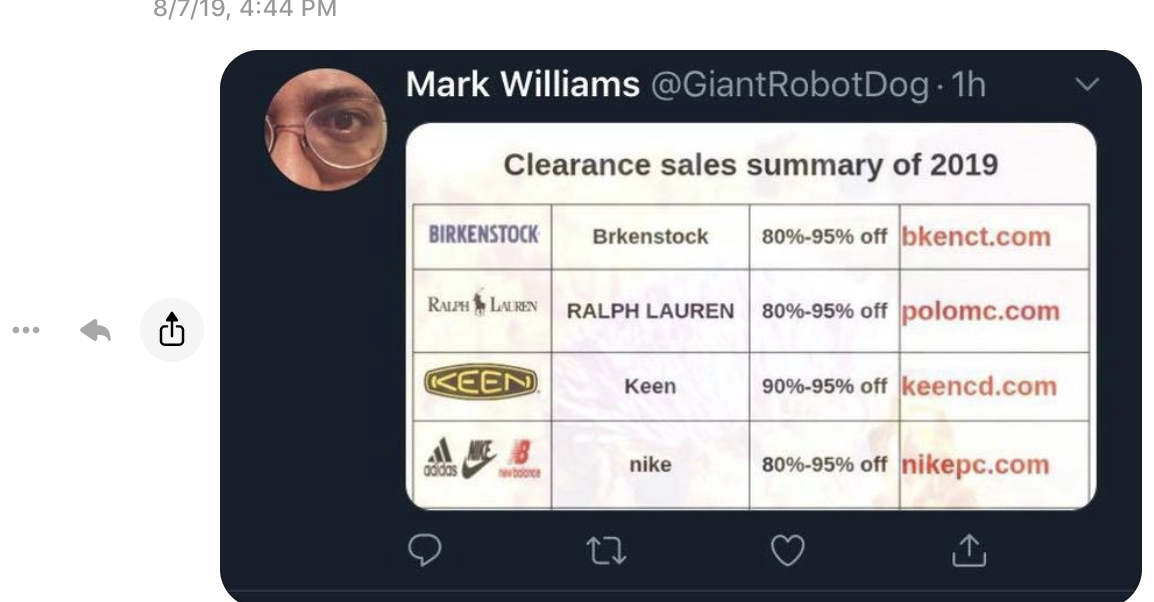 8/7/19, 4:44 PM
Mark Williams @GiantRobotDog · 1h
Clearance sales summary of 2019
BIRKENSTOCK Brkenstock 80%-95% off bkenct.com
RALPH LAUREN RALPH LAUREN 80%-95% off polomc.com
KEEN Keen 90%-95% off keencd.com
adidas NIKE new balance nike 80%-95% off nikepc.com